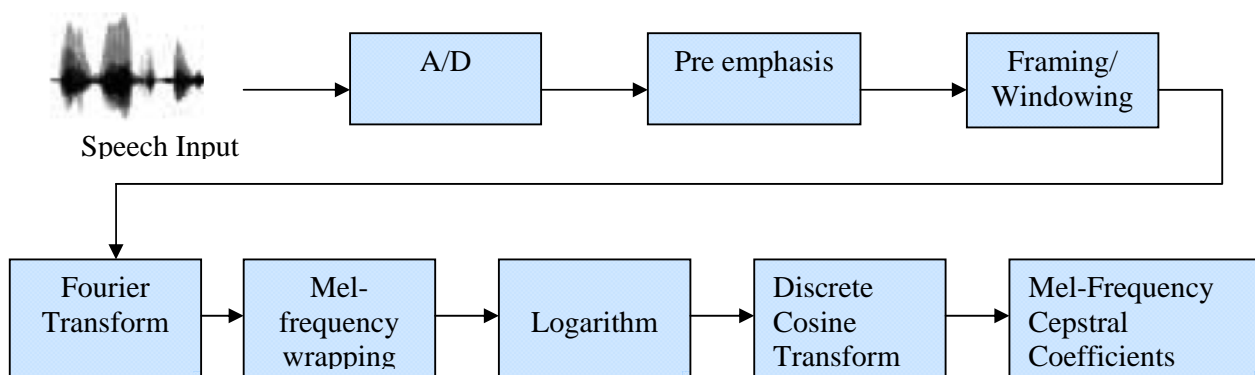 A/D
Pre emphasis
Framing/
Windowing
Speech Input
Fourier
Transform
Mel-
frequency
wrapping
Logarithm
Discrete
Cosine
Transform
Mel-Frequency
Cepstral
Coefficients